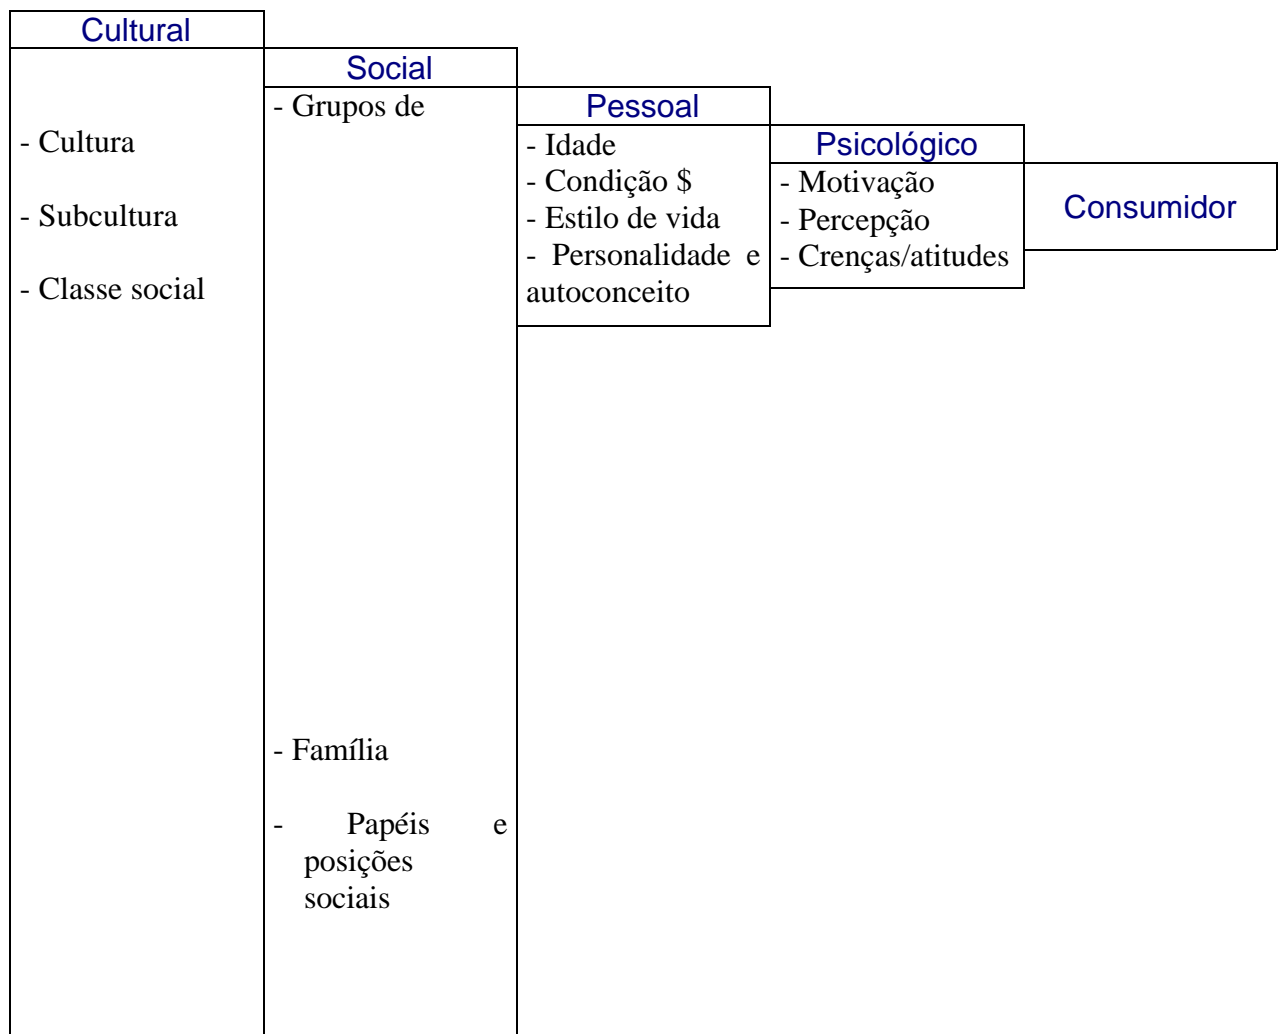 Cultural
- Cultura
- Subcultura
- Classe social
Social
- Grupos de
- Família
- Papéis e
posições
sociais
Pessoal
- Idade
- Condição $
- Estilo de vida
- Personalidade e
autoconceito
Psicológico
- Motivação
- Percepção
- Crenças/atitudes
Consumidor